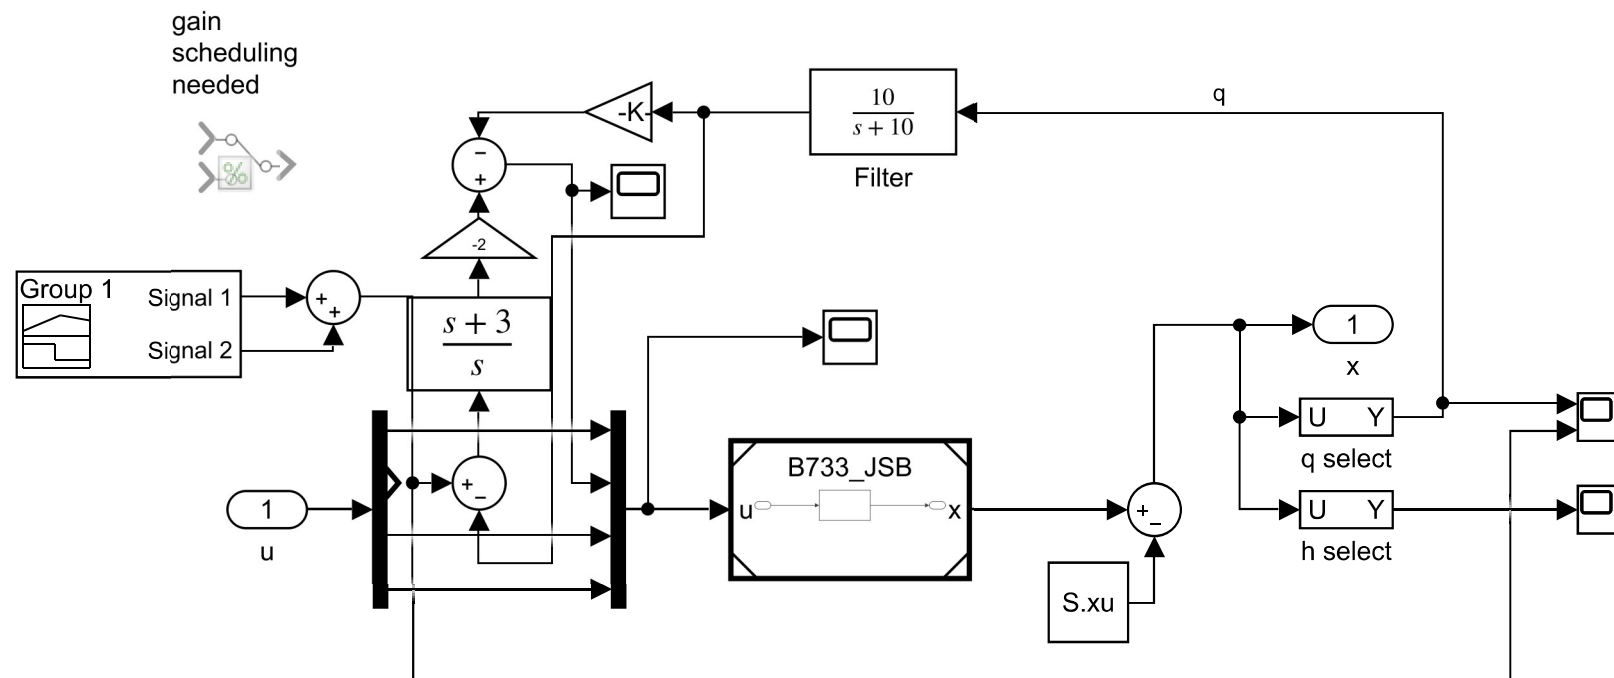 gain
scheduling
needed
-K-
10
s + 10
Filter
q
−
+
-2
Group 1
Signal 1
Signal 2
+
+
s + 3
s
1
x
U Y
q select
B733_JSB
u
x
+
−
1
u
+
−
U Y
h select
S.xu
%